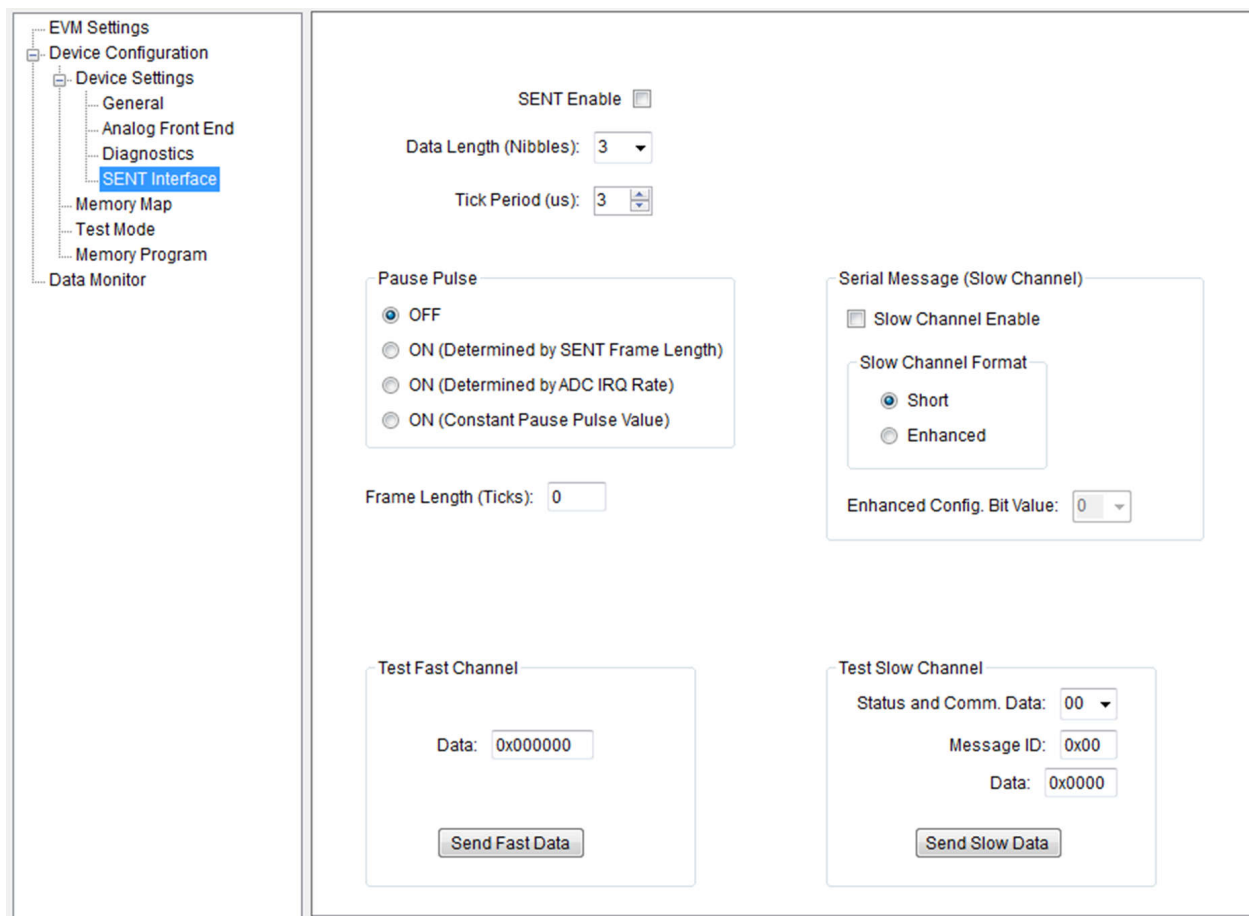 EVM Settings
Device Configuration
Device Settings
General
Analog Front End
Diagnostics
SENT Interface
Memory Map
Test Mode
Memory Program
Data Monitor
SENT Enable
Data Length (Nibbles): 3
Tick Period (us): 3
Pause Pulse
OFF
ON (Determined by SENT Frame Length)
ON (Determined by ADC IRQ Rate)
ON (Constant Pause Pulse Value)
Frame Length (Ticks): 0
Serial Message (Slow Channel)
Slow Channel Enable
Slow Channel Format
Short
Enhanced
Enhanced Config. Bit Value: 0
Test Fast Channel
Data: 0x000000
Send Fast Data
Test Slow Channel
Status and Comm. Data: 00
Message ID: 0x00
Data: 0x0000
Send Slow Data